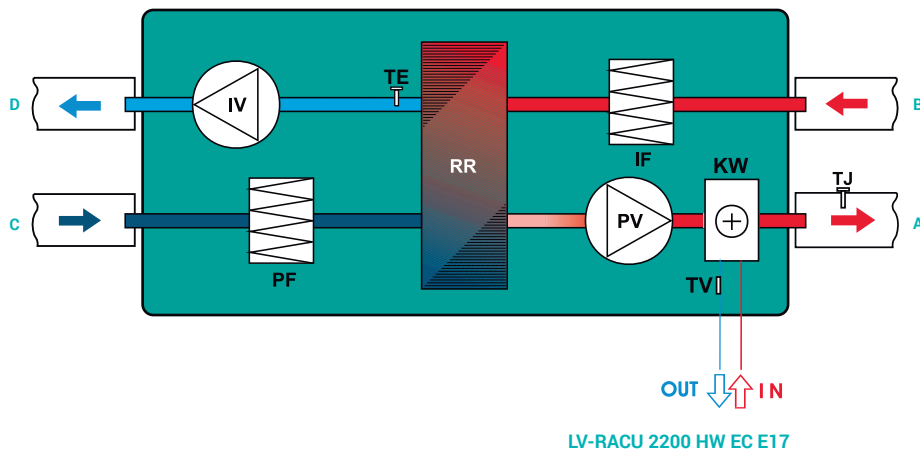 D
IV
TE
RR
IF
B
KW
TJ
C
PF
PV
A
TV
OUT
IN
LV-RACU 2200 HW EC E17